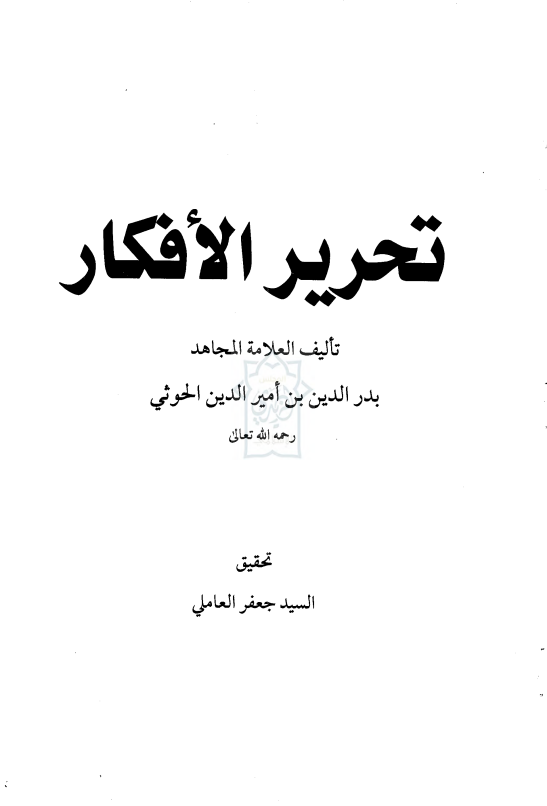 تحرير الأفكار
تأليف العلامة المجاهد
بدر الدين بن أمير الدين الحوثي
رحمه الله تعالى
تحقيق
السيد جعفر العاملي